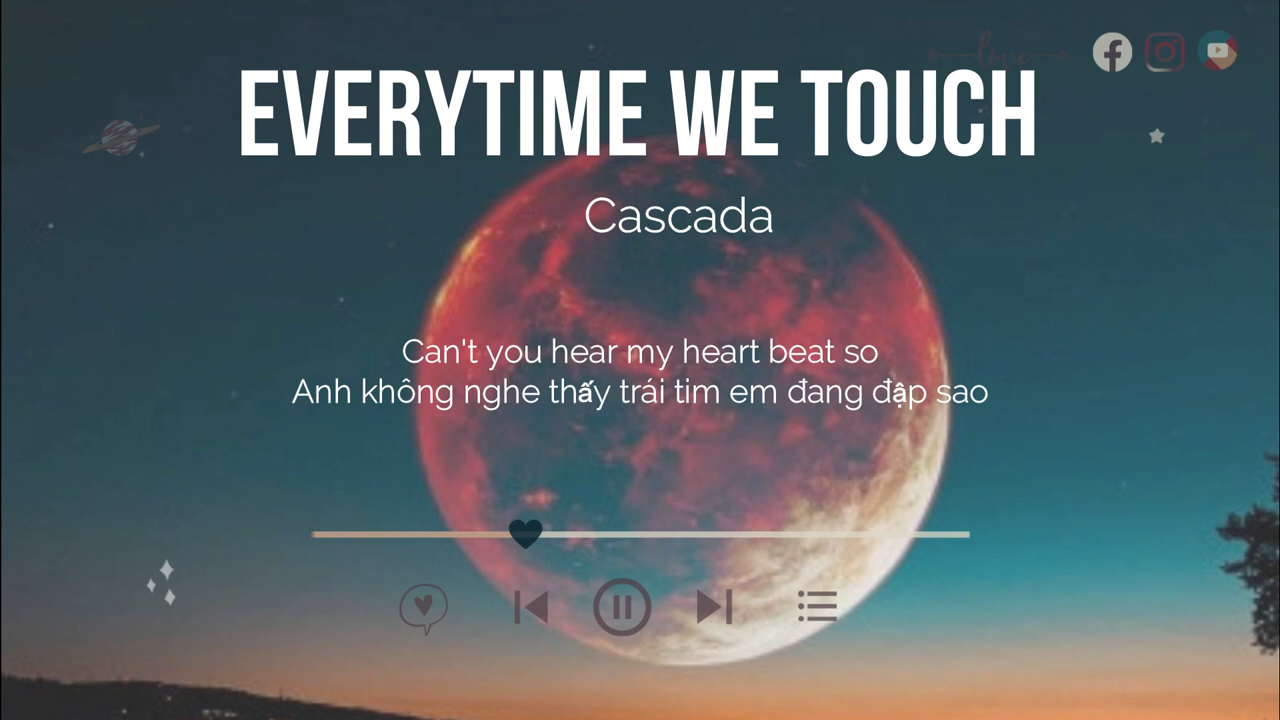 love
EVERYTIME WE TOUCH
Cascada
Can't you hear my heart beat so
Anh không nghe thấy trái tim em đang đập sao